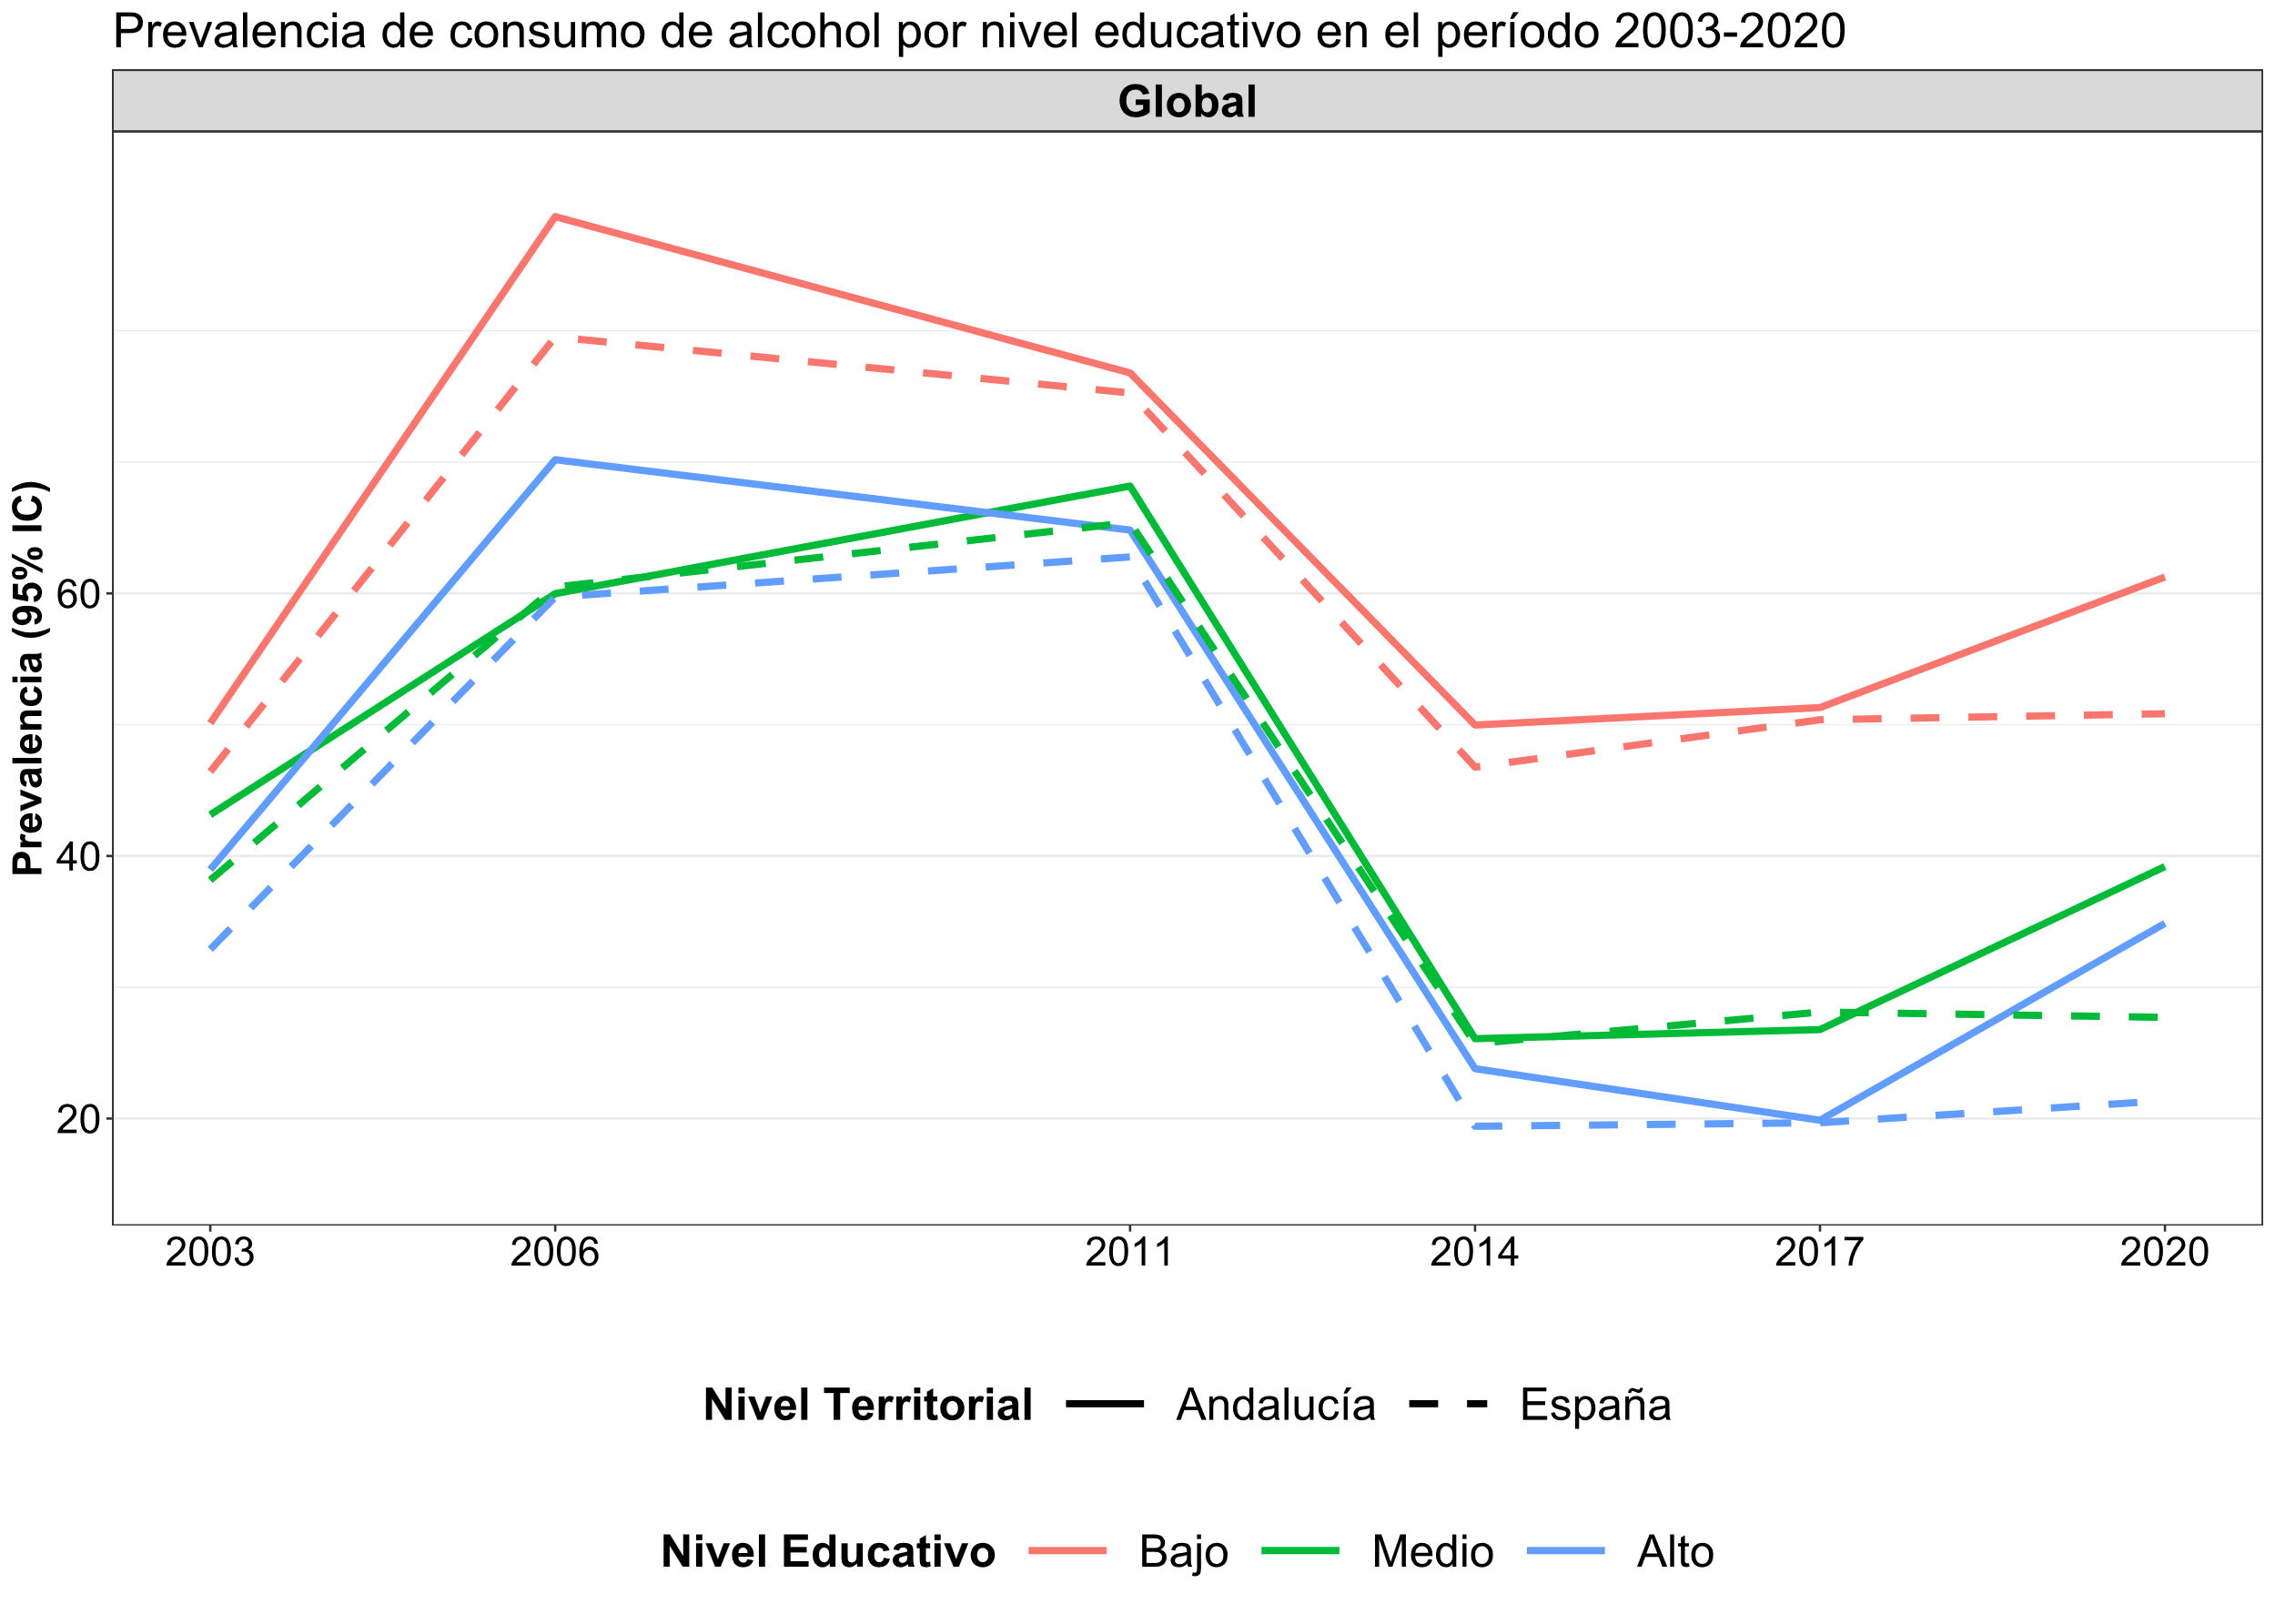 Prevalencia de consumo de alcohol por nivel educativo en el período 2003-2020
Global
Prevalencia (95% IC)
60
40
20
2003 2006 2011 2014 2017 2020
Nivel Territorial Andalucía España
Nivel Educativo Bajo Medio Alto